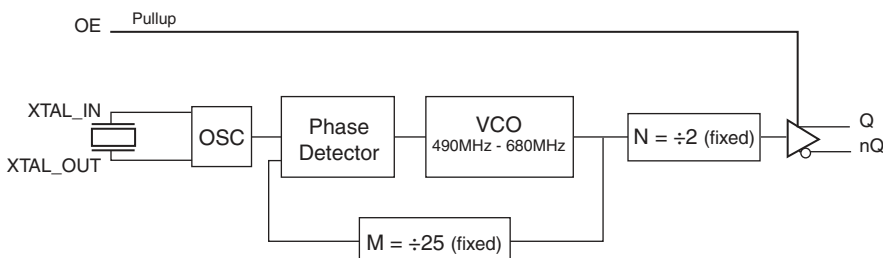 OE
Pullup
XTAL_IN
XTAL_OUT
OSC
Phase
Detector
VCO
490MHz - 680MHz
N = ÷2 (fixed)
Q
nQ
M = ÷25 (fixed)